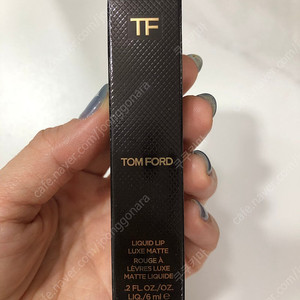 TF
TOM FORD
LIQUID LIP
LUXE MATTE
ROUGE À
LÈVRES LUXE
MATTE LIQUIDE
.2 FL.OZ./OZ.
LIQ./6 ml ℮